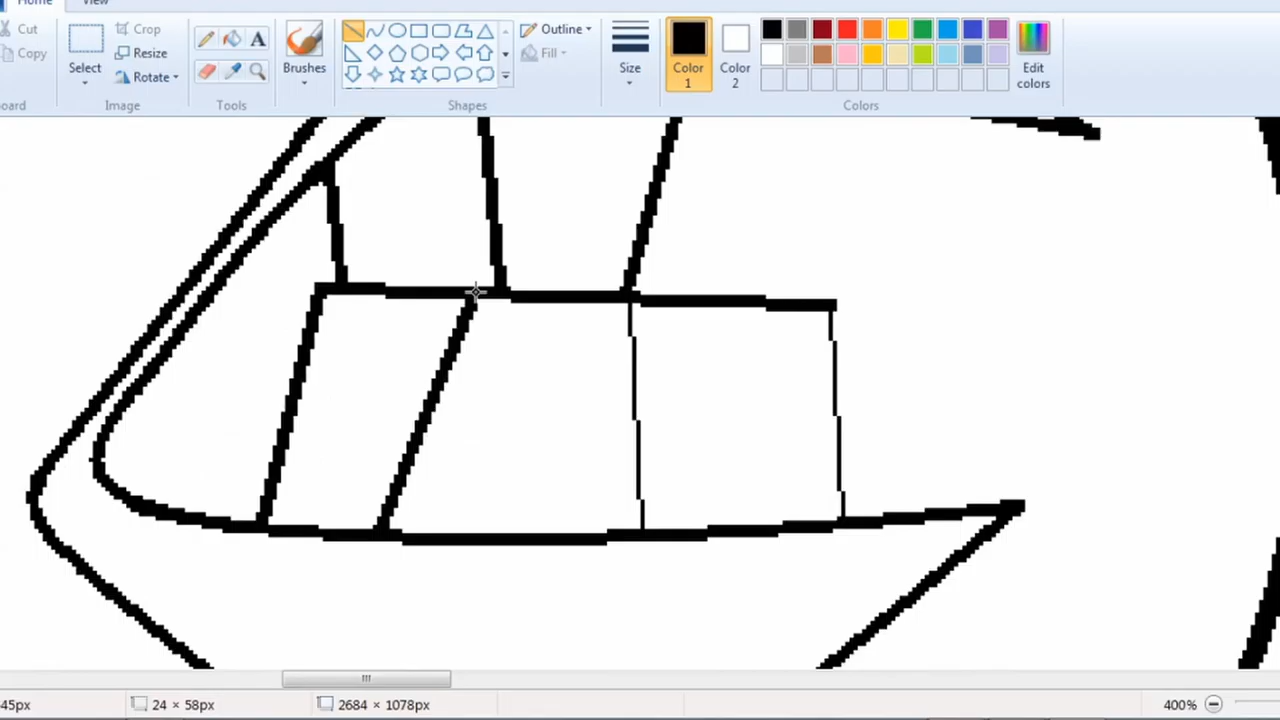 Home View
Cut
Copy
oard
Select
Crop
Resize
Rotate
Image
A
Tools
Brushes
Outline
Fill
Shapes
Size
Color 1
Color 2
Edit colors
Colors
45px
24 × 58px
2684 × 1078px
400%